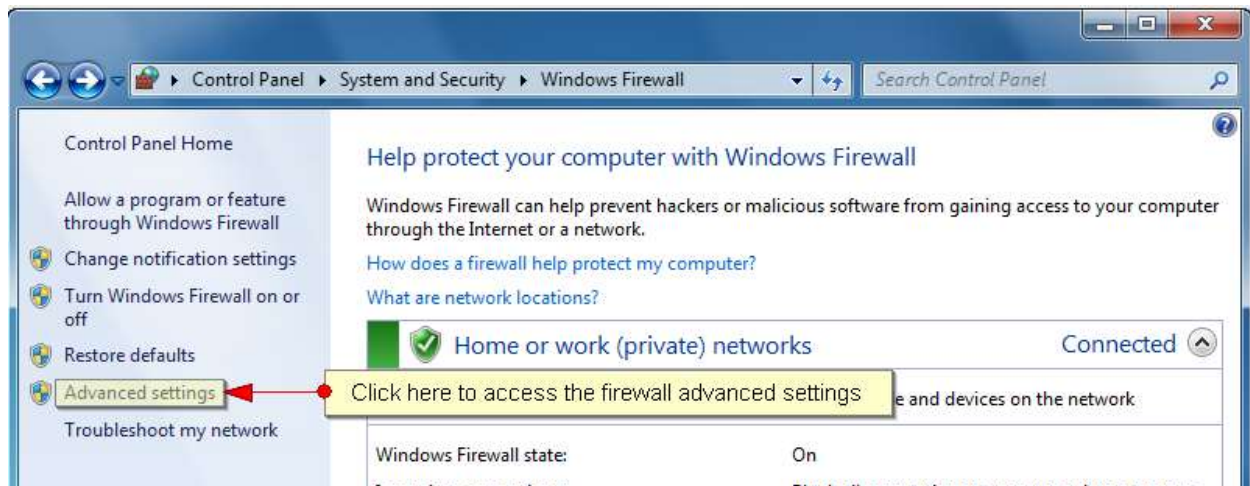 Control Panel ▸ System and Security ▸ Windows Firewall
Search Control Panel
Control Panel Home
Allow a program or feature
through Windows Firewall
Change notification settings
Turn Windows Firewall on or
off
Restore defaults
Advanced settings
Troubleshoot my network
Help protect your computer with Windows Firewall
Windows Firewall can help prevent hackers or malicious software from gaining access to your computer
through the Internet or a network.
How does a firewall help protect my computer?
What are network locations?
Home or work (private) networks
Connected
Click here to access the firewall advanced settings
and devices on the network
Windows Firewall state:
On